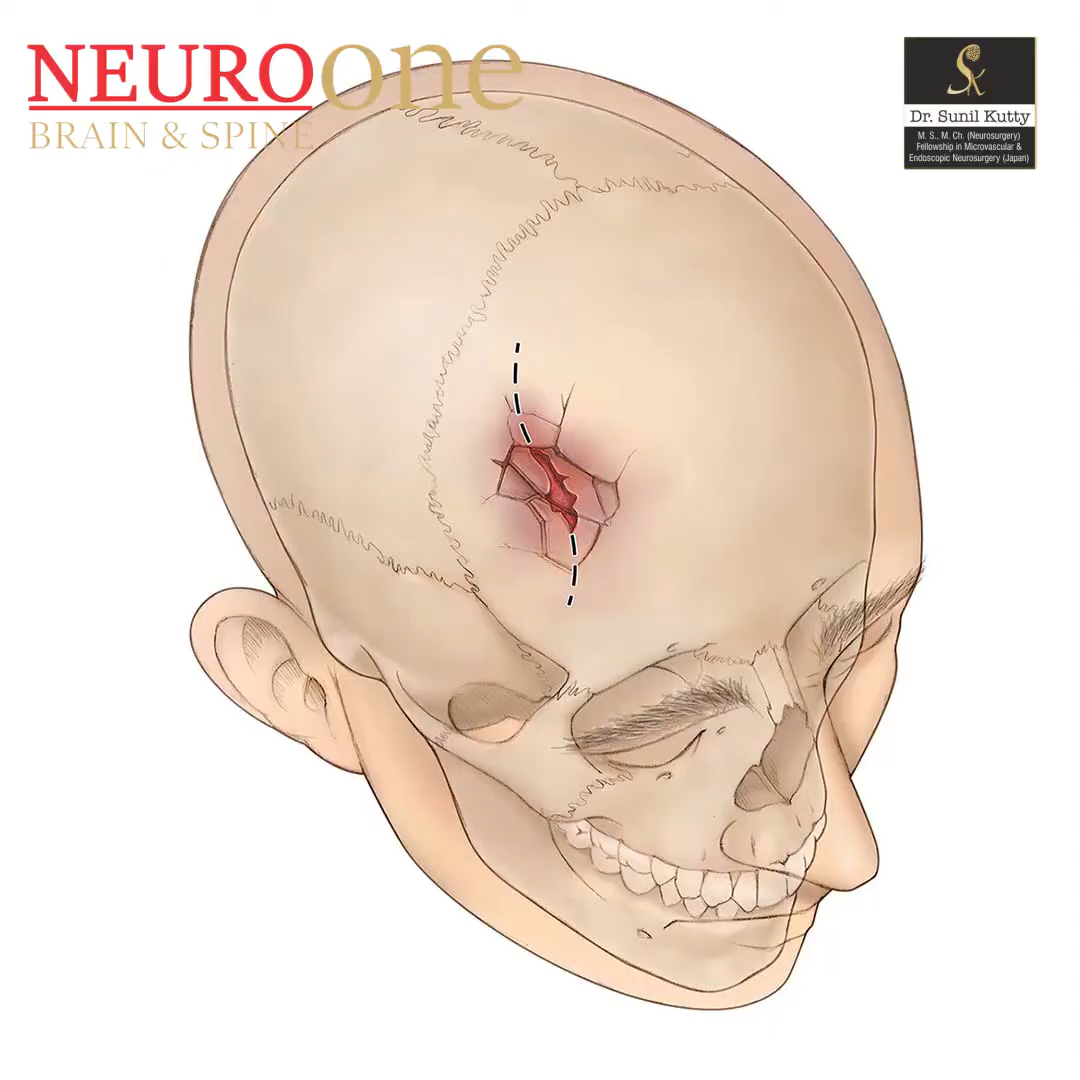 NEUROone
BRAIN & SPINE
Dr. Sunil Kutty
M. S., M. Ch. (Neurosurgery)
Fellowship in Microvascular &
Endoscopic Neurosurgery (Japan)